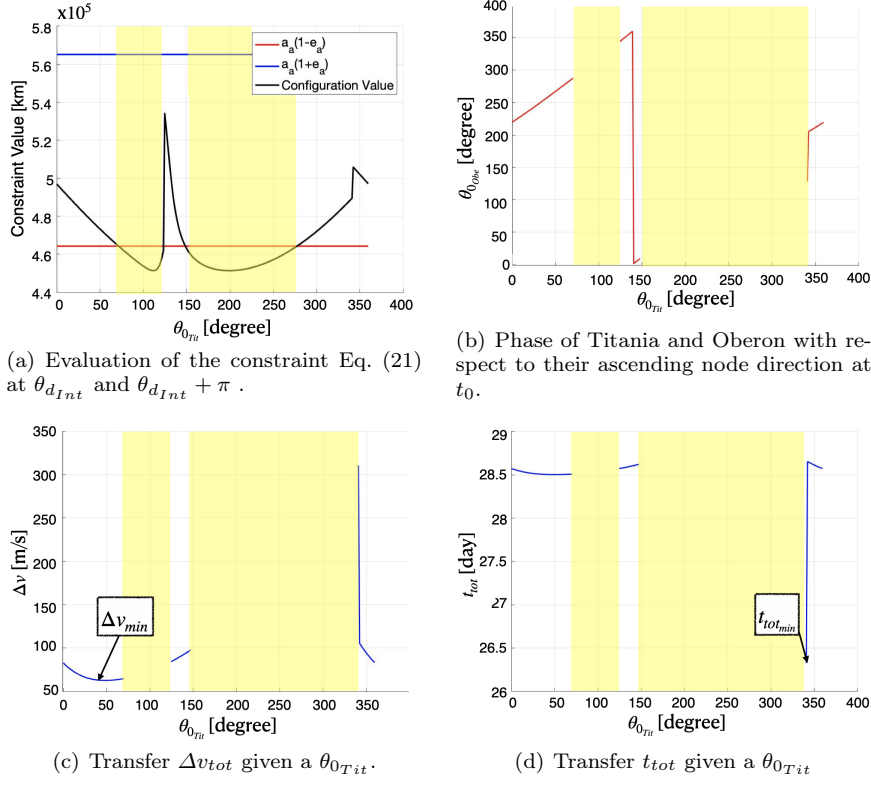 x10⁵
5.8
5.6
5.4
5.2
5
4.8
4.6
4.4
Constraint Value [km]
a_a(1-e_a)
a_a(1+e_a)
Configuration Value
0 50 100 150 200 250 300 350 400
θ_{0_{Tit}} [degree]
(a) Evaluation of the constraint Eq. (21)
at θ_{d_{Int}} and θ_{d_{Int}} + π .
350
300
250
200
150
100
50
0
θ_{0_{Obe}} [degree]
0 50 100 150 200 250 300 350 400
θ_{0_{Tit}} [degree]
(b) Phase of Titania and Oberon with re-
spect to their ascending node direction at
t_0.
350
300
250
200
150
100
50
Δv [m/s]
Δv_{min}
0 50 100 150 200 250 300 350
θ_{0_{Tit}} [degree]
(c) Transfer Δv_{tot} given a θ_{0_{Tit}}.
29
28.5
28
27.5
27
26.5
26
t_{tot} [day]
t_{tot_{min}}
0 50 100 150 200 250 300 350 400
θ_{0_{Tit}} [degree]
(d) Transfer t_{tot} given a θ_{0_{Tit}}